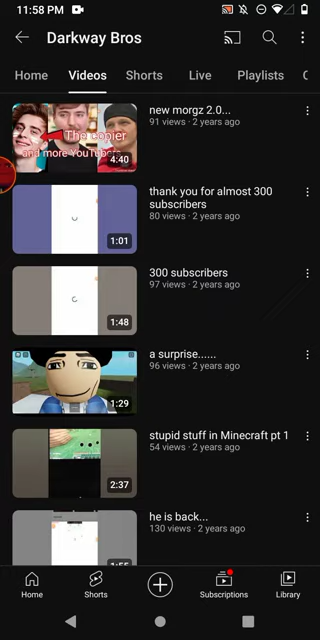 11:58 PM
Darkway Bros
Home Videos Shorts Live Playlists C
The copier
and more YouTubers
4:40
new morgz 2.0...
91 views · 2 years ago
1:01
thank you for almost 300
subscribers
80 views · 2 years ago
1:48
300 subscribers
97 views · 2 years ago
1:29
a surprise......
96 views · 2 years ago
2:37
stupid stuff in Minecraft pt 1
54 views · 2 years ago
he is back...
130 views · 2 years ago
Home Shorts Subscriptions Library